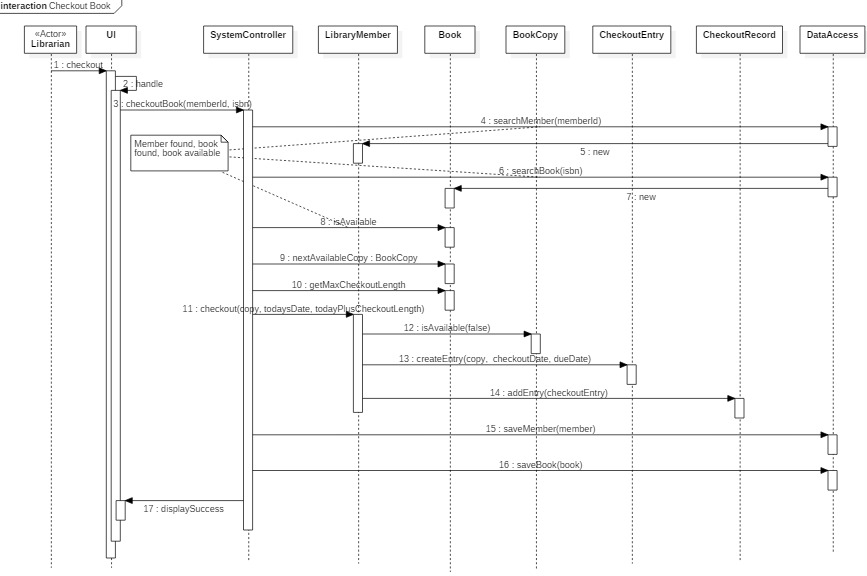 interaction Checkout Book
«Actor»
Librarian
UI
SystemController
LibraryMember
Book
BookCopy
CheckoutEntry
CheckoutRecord
DataAccess
1 : checkout
2 : handle
3 : checkoutBook(memberId, isbn)
4 : searchMember(memberId)
Member found, book
found, book available
5 : new
6 : searchBook(isbn)
7 : new
8 : isAvailable
9 : nextAvailableCopy : BookCopy
10 : getMaxCheckoutLength
11 : checkout(copy, todaysDate, todayPlusCheckoutLength)
12 : isAvailable(false)
13 : createEntry(copy, checkoutDate, dueDate)
14 : addEntry(checkoutEntry)
15 : saveMember(member)
16 : saveBook(book)
17 : displaySuccess